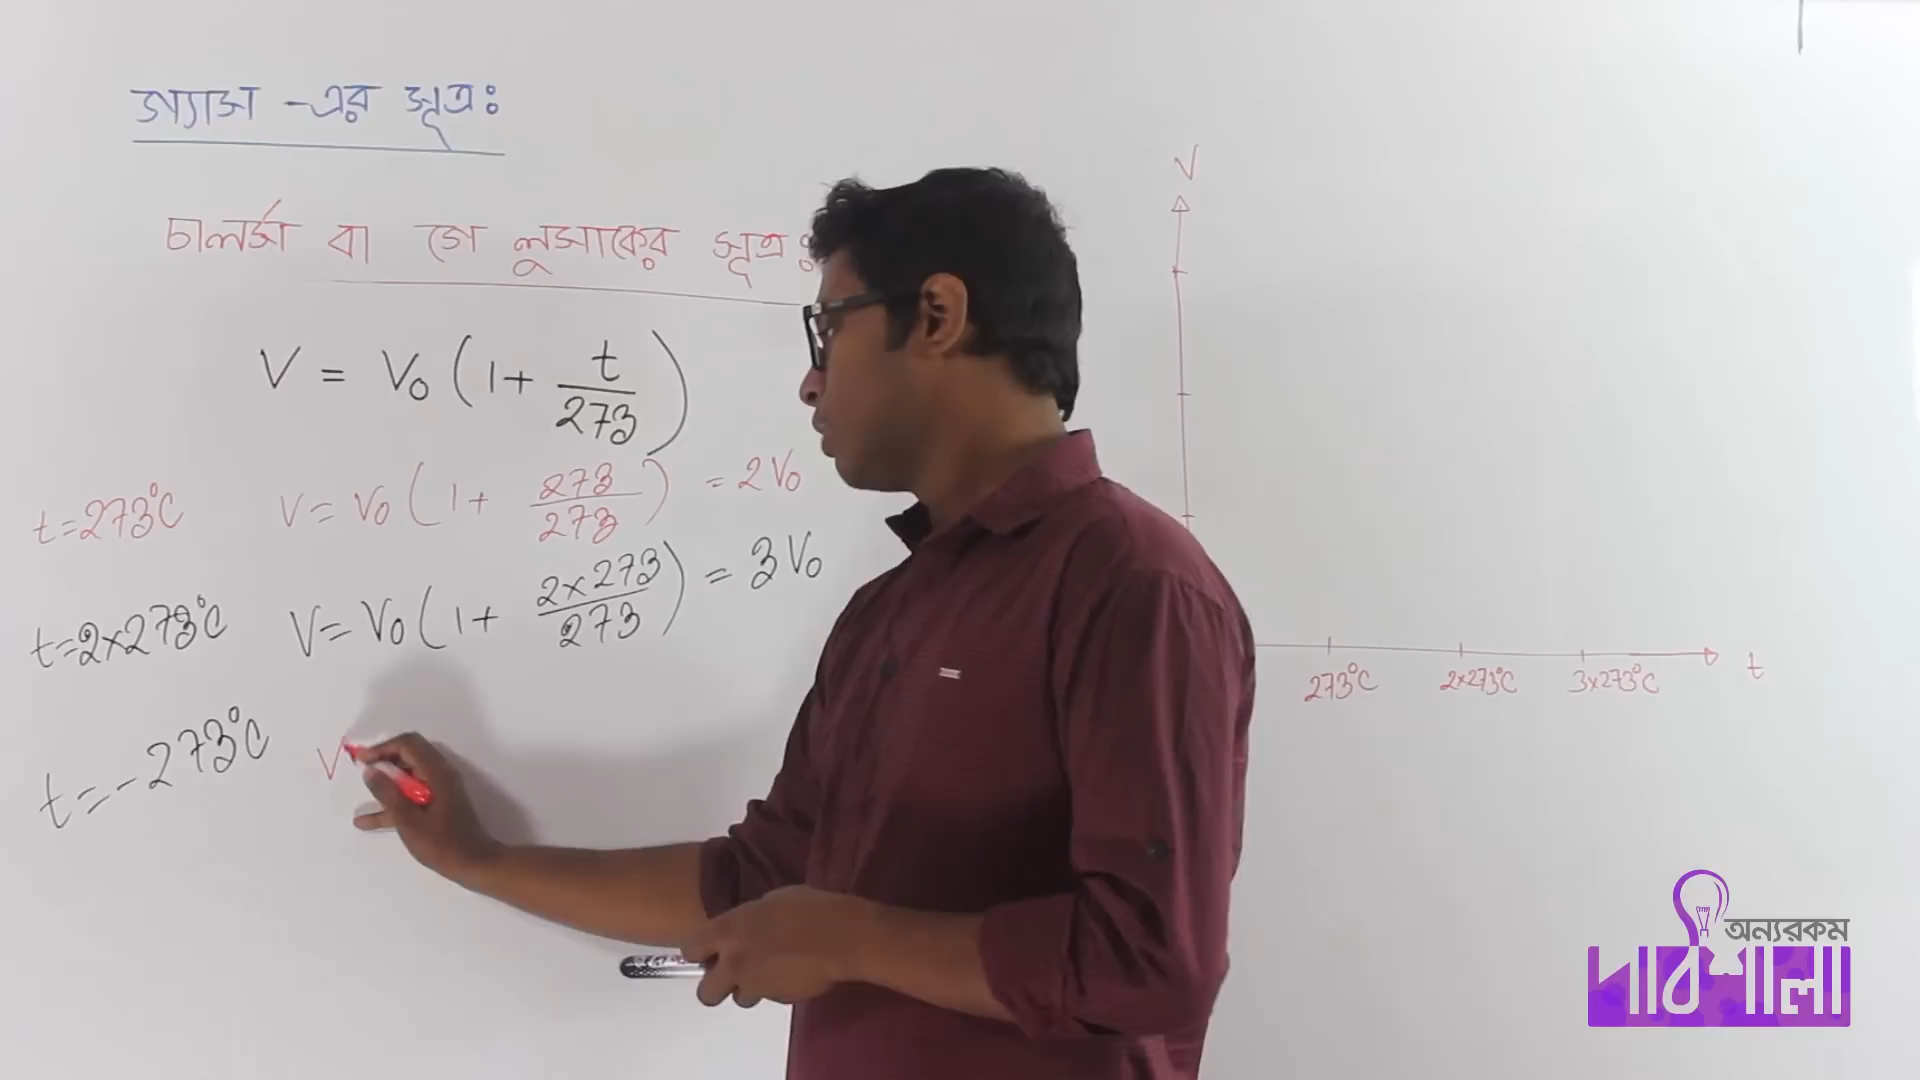 গ্যাস -এর সূত্রঃ
চার্লস বা গে লুসাকের সূত্রঃ
V = V₀ (1 + t/273)
t=273°C V = V₀ (1 + 273/273) = 2V₀
t=2×273°C V = V₀ (1 + 2×273/273) = 3V₀
t=-273°C V
V
273°C 2×273°C 3×273°C t
অন্যরকম
পাঠশালা